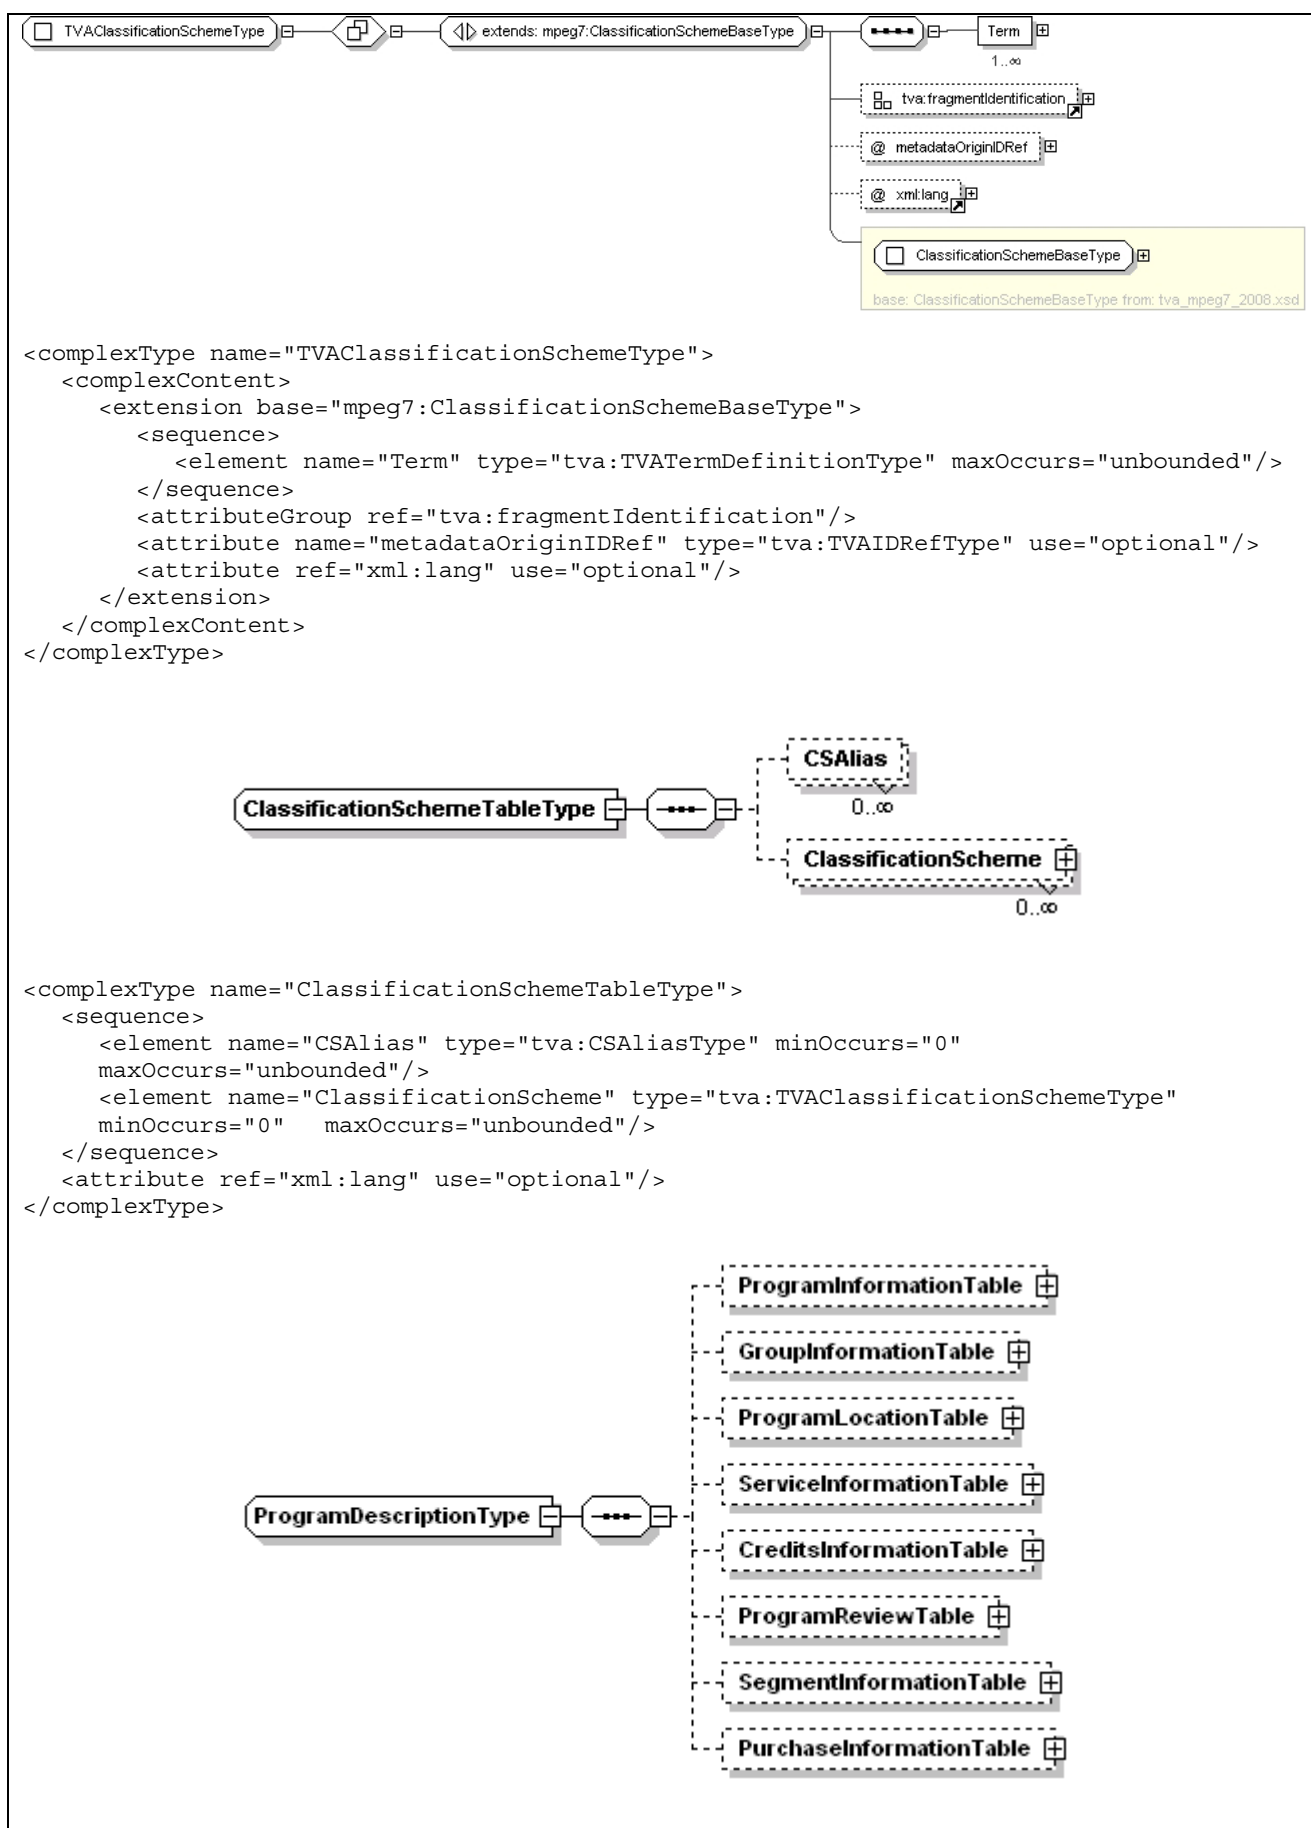 TVAClassificationSchemeType
extends: mpeg7:ClassificationSchemeBaseType
Term
1..∞
tva:fragmentIdentification
@ metadataOriginIDRef
@ xml:lang
ClassificationSchemeBaseType
base: ClassificationSchemeBaseType from: tva_mpeg7_2008.xsd
<complexType name="TVAClassificationSchemeType">
<complexContent>
<extension base="mpeg7:ClassificationSchemeBaseType">
<sequence>
<element name="Term" type="tva:TVATermDefinitionType" maxOccurs="unbounded"/>
</sequence>
<attributeGroup ref="tva:fragmentIdentification"/>
<attribute name="metadataOriginIDRef" type="tva:TVAIDRefType" use="optional"/>
<attribute ref="xml:lang" use="optional"/>
</extension>
</complexContent>
</complexType>
CSAlias
0..∞
ClassificationSchemeTableType
ClassificationScheme
0..∞
<complexType name="ClassificationSchemeTableType">
<sequence>
<element name="CSAlias" type="tva:CSAliasType" minOccurs="0"
maxOccurs="unbounded"/>
<element name="ClassificationScheme" type="tva:TVAClassificationSchemeType"
minOccurs="0" maxOccurs="unbounded"/>
</sequence>
<attribute ref="xml:lang" use="optional"/>
</complexType>
ProgramInformationTable
GroupInformationTable
ProgramLocationTable
ServiceInformationTable
ProgramDescriptionType
CreditsInformationTable
ProgramReviewTable
SegmentInformationTable
PurchaseInformationTable